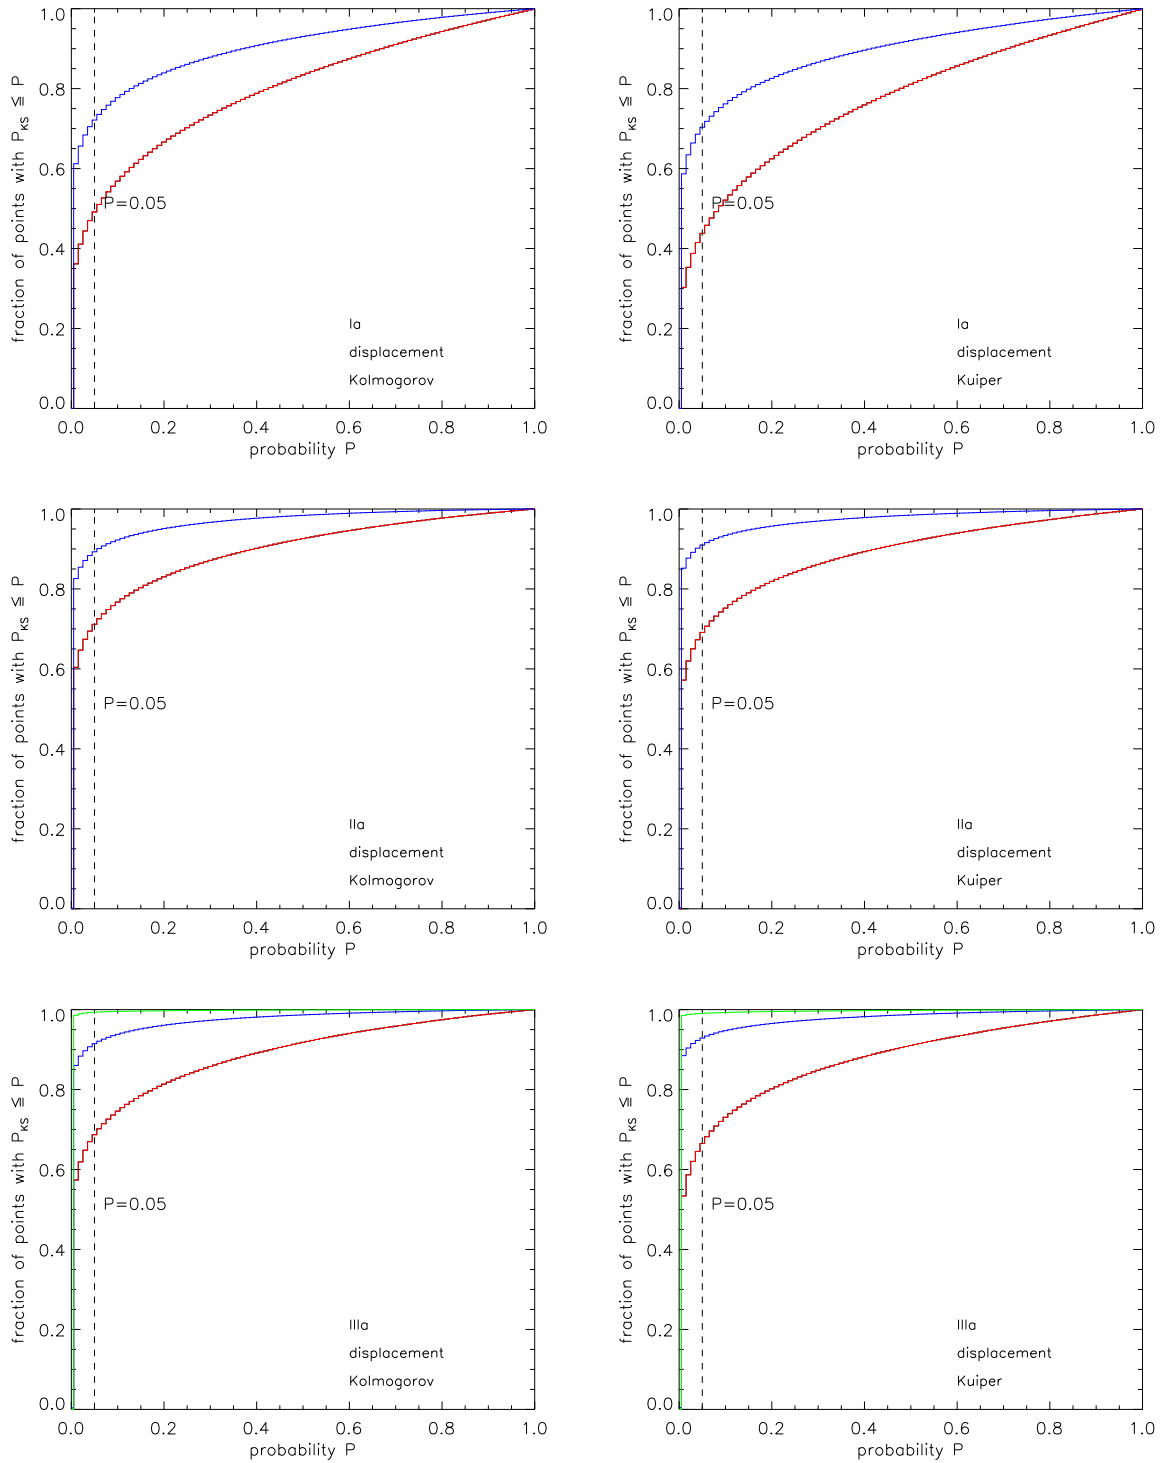 fraction of points with P_KS ≤ P
1.0
0.8
0.6
0.4
0.2
0.0
P=0.05
Ia
displacement
Kolmogorov
0.0 0.2 0.4 0.6 0.8 1.0
probability P
fraction of points with P_KS ≤ P
1.0
0.8
0.6
0.4
0.2
0.0
P=0.05
Ia
displacement
Kuiper
0.0 0.2 0.4 0.6 0.8 1.0
probability P
fraction of points with P_KS ≤ P
1.0
0.8
0.6
0.4
0.2
0.0
P=0.05
IIa
displacement
Kolmogorov
0.0 0.2 0.4 0.6 0.8 1.0
probability P
fraction of points with P_KS ≤ P
1.0
0.8
0.6
0.4
0.2
0.0
P=0.05
IIa
displacement
Kuiper
0.0 0.2 0.4 0.6 0.8 1.0
probability P
fraction of points with P_KS ≤ P
1.0
0.8
0.6
0.4
0.2
0.0
P=0.05
IIIa
displacement
Kolmogorov
0.0 0.2 0.4 0.6 0.8 1.0
probability P
fraction of points with P_KS ≤ P
1.0
0.8
0.6
0.4
0.2
0.0
P=0.05
IIIa
displacement
Kuiper
0.0 0.2 0.4 0.6 0.8 1.0
probability P